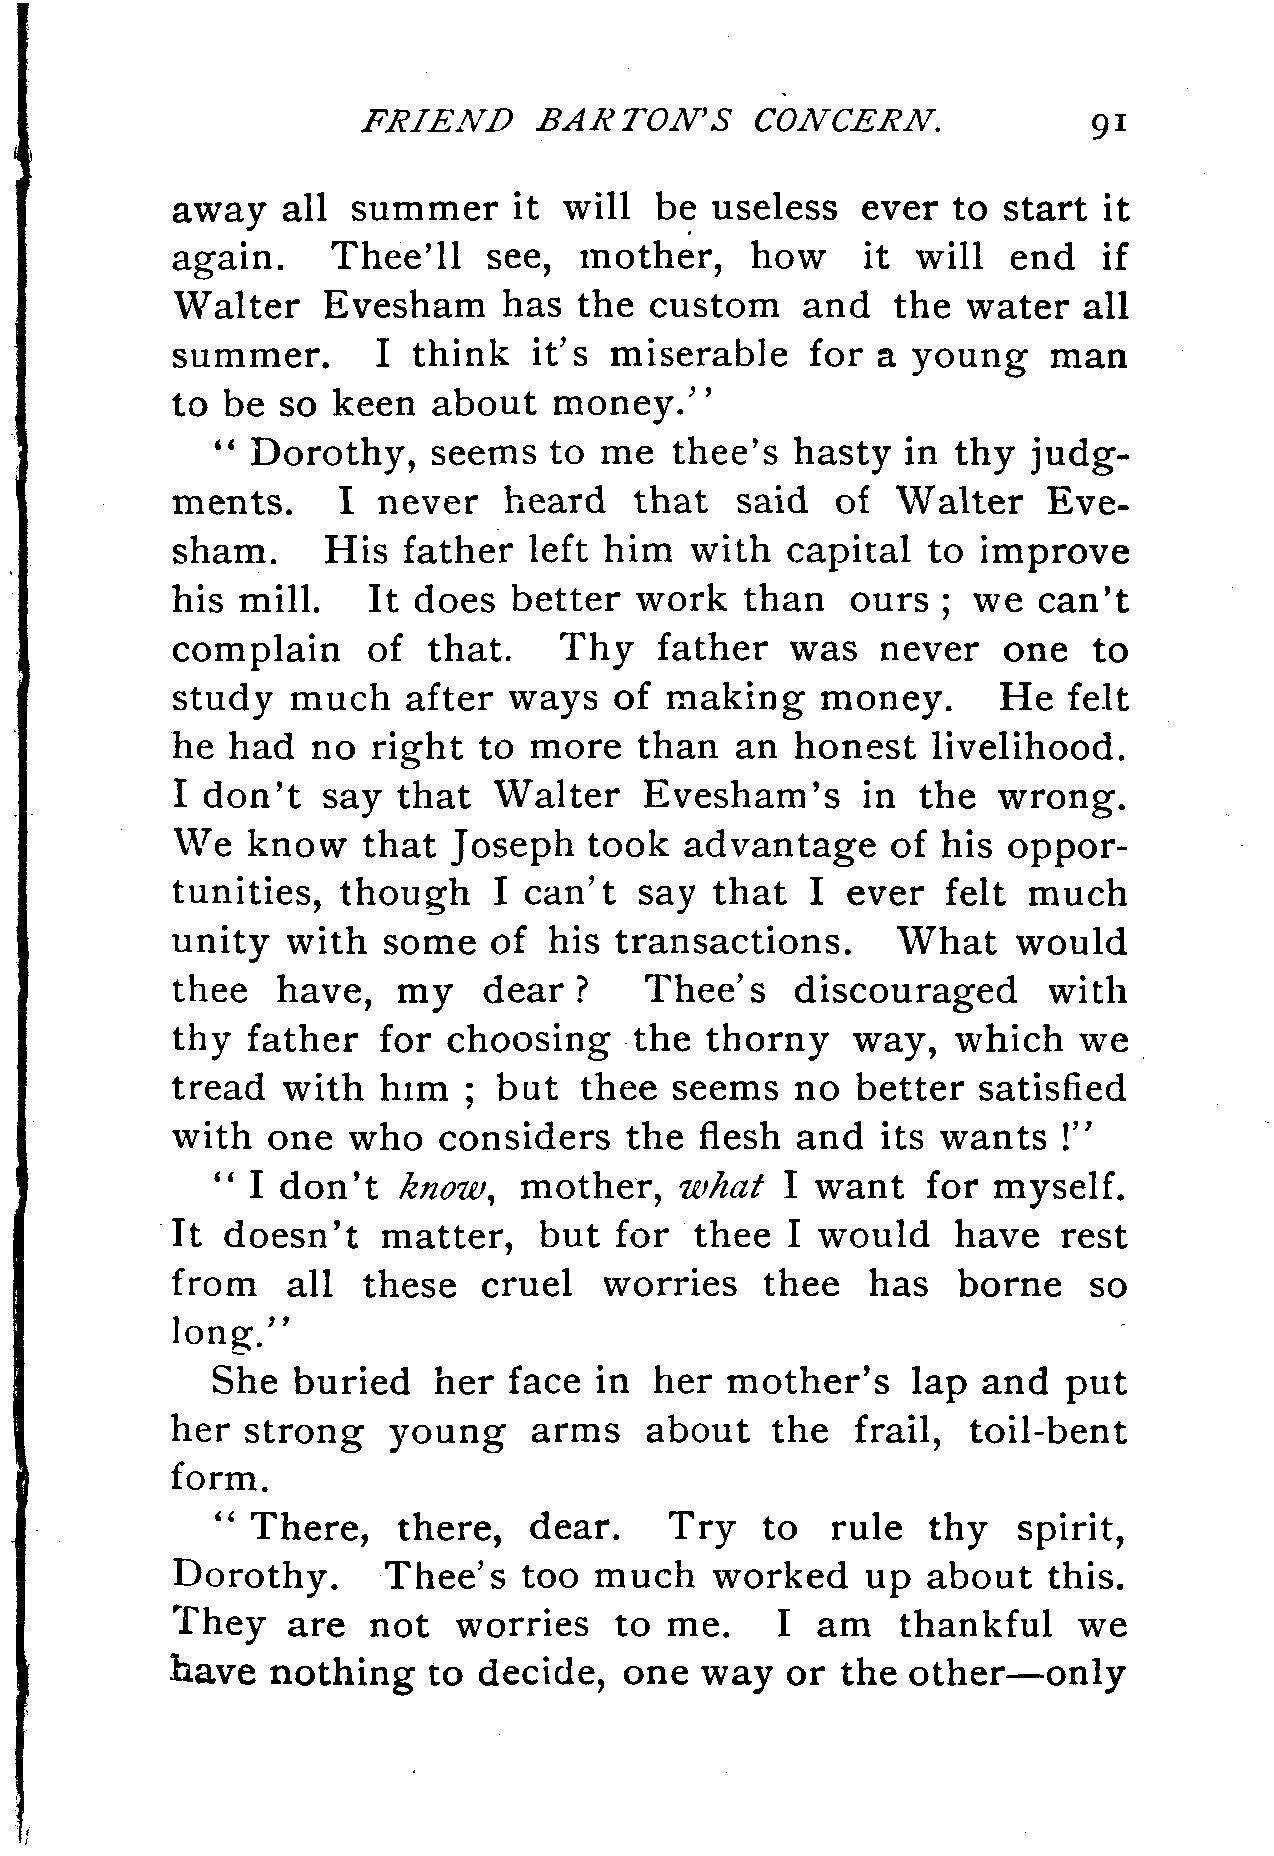 FRIEND BARTON'S CONCERN. 91
away all summer it will be useless ever to start it
again. Thee'll see, mother, how it will end if
Walter Evesham has the custom and the water all
summer. I think it's miserable for a young man
to be so keen about money.''
“ Dorothy, seems to me thee's hasty in thy judg-
ments. I never heard that said of Walter Eve-
sham. His father left him with capital to improve
his mill. It does better work than ours ; we can't
complain of that. Thy father was never one to
study much after ways of making money. He felt
he had no right to more than an honest livelihood.
I don't say that Walter Evesham's in the wrong.
We know that Joseph took advantage of his oppor-
tunities, though I can't say that I ever felt much
unity with some of his transactions. What would
thee have, my dear ? Thee's discouraged with
thy father for choosing the thorny way, which we
tread with him ; but thee seems no better satisfied
with one who considers the flesh and its wants !”
“ I don't know, mother, what I want for myself.
It doesn't matter, but for thee I would have rest
from all these cruel worries thee has borne so
long.”
She buried her face in her mother's lap and put
her strong young arms about the frail, toil-bent
form.
“ There, there, dear. Try to rule thy spirit,
Dorothy. Thee's too much worked up about this.
They are not worries to me. I am thankful we
have nothing to decide, one way or the other—only